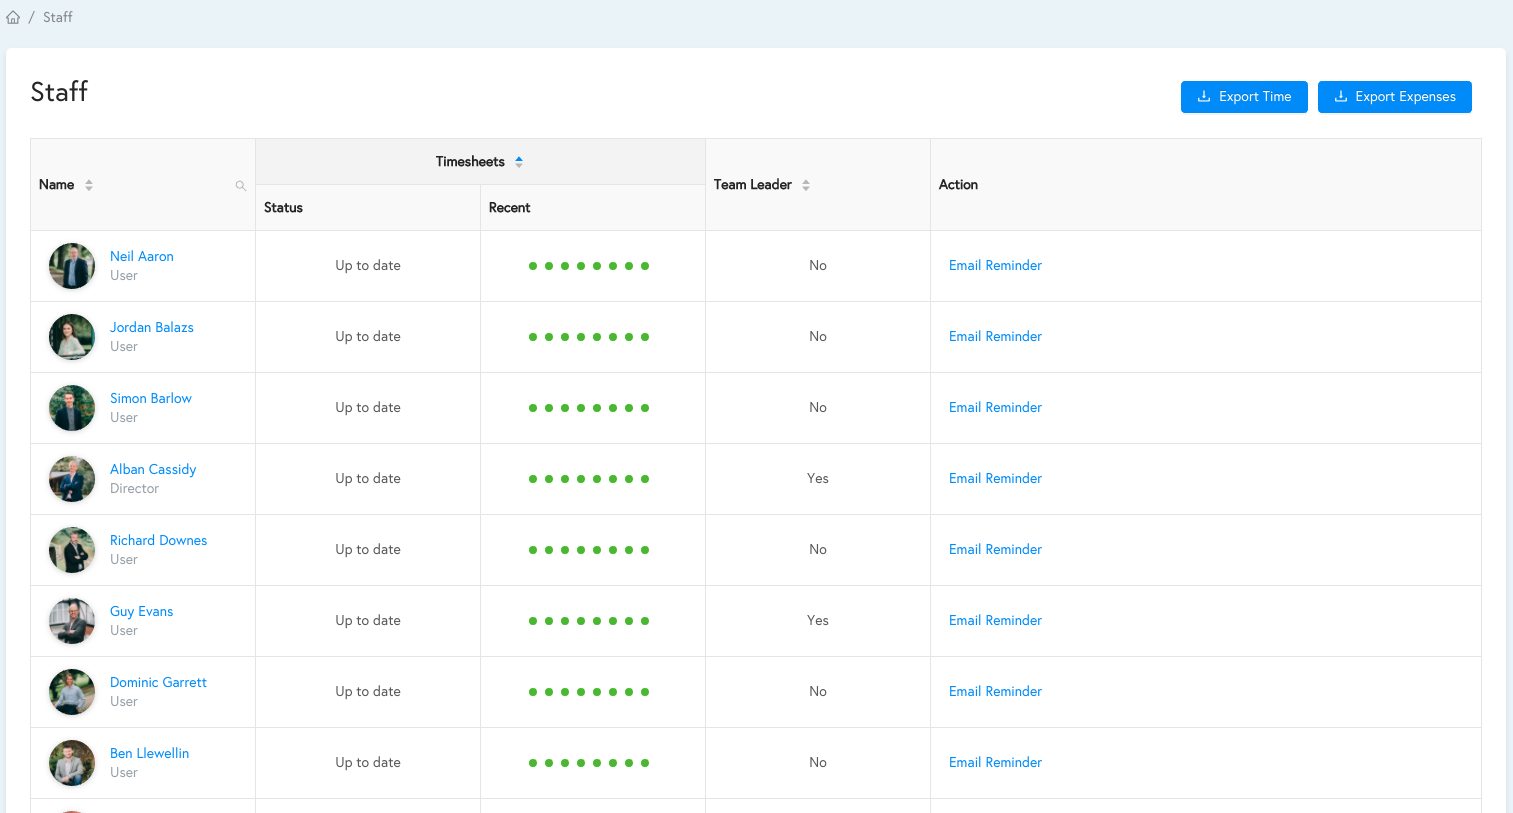 / Staff
Staff
Export Time
Export Expenses
Name
Timesheets
Team Leader
Action
Status
Recent
Neil Aaron
User
Up to date
No
Email Reminder
Jordan Balazs
User
Up to date
No
Email Reminder
Simon Barlow
User
Up to date
No
Email Reminder
Alban Cassidy
Director
Up to date
Yes
Email Reminder
Richard Downes
User
Up to date
No
Email Reminder
Guy Evans
User
Up to date
Yes
Email Reminder
Dominic Garrett
User
Up to date
No
Email Reminder
Ben Llewellin
User
Up to date
No
Email Reminder